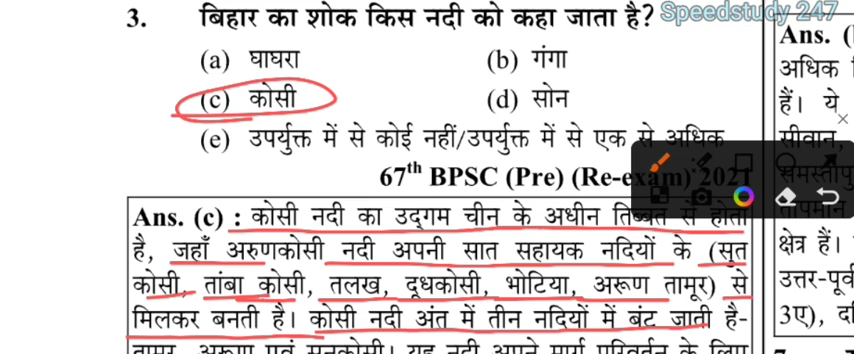 3. बिहार का शोक किस नदी को कहा जाता है? Speedstudy 247
(a) घाघरा (b) गंगा
(c) कोसी (d) सोन
(e) उपर्युक्त में से कोई नहीं/उपर्युक्त में से एक से अधिक
67th BPSC (Pre) (Re-exam) 2021
Ans. (c) : कोसी नदी का उद्गम चीन के अधीन तिब्बत से होता
है, जहाँ अरुणकोसी नदी अपनी सात सहायक नदियों के (सुत
कोसी, तांबा कोसी, तलख, दूधकोसी, भोटिया, अरूण तामूर) से
मिलकर बनती है। कोसी नदी अंत में तीन नदियों में बंट जाती है-
Ans. (
अधिक
हैं। ये
सीवान,
क्षेत्र हैं।
उत्तर-पूर्व
3ए), द